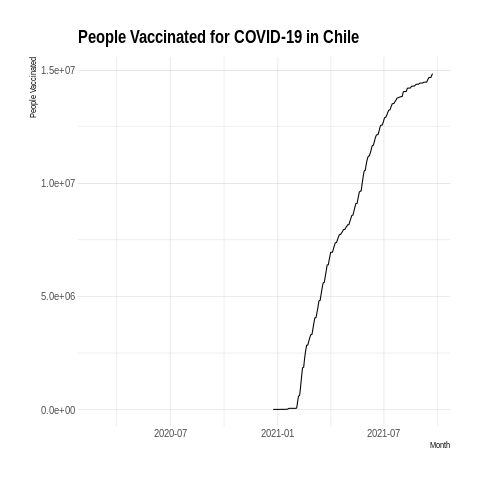 People Vaccinated for COVID-19 in Chile
People Vaccinated
1.5e+07
1.0e+07
5.0e+06
0.0e+00
2020-07
2021-01
2021-07
Month